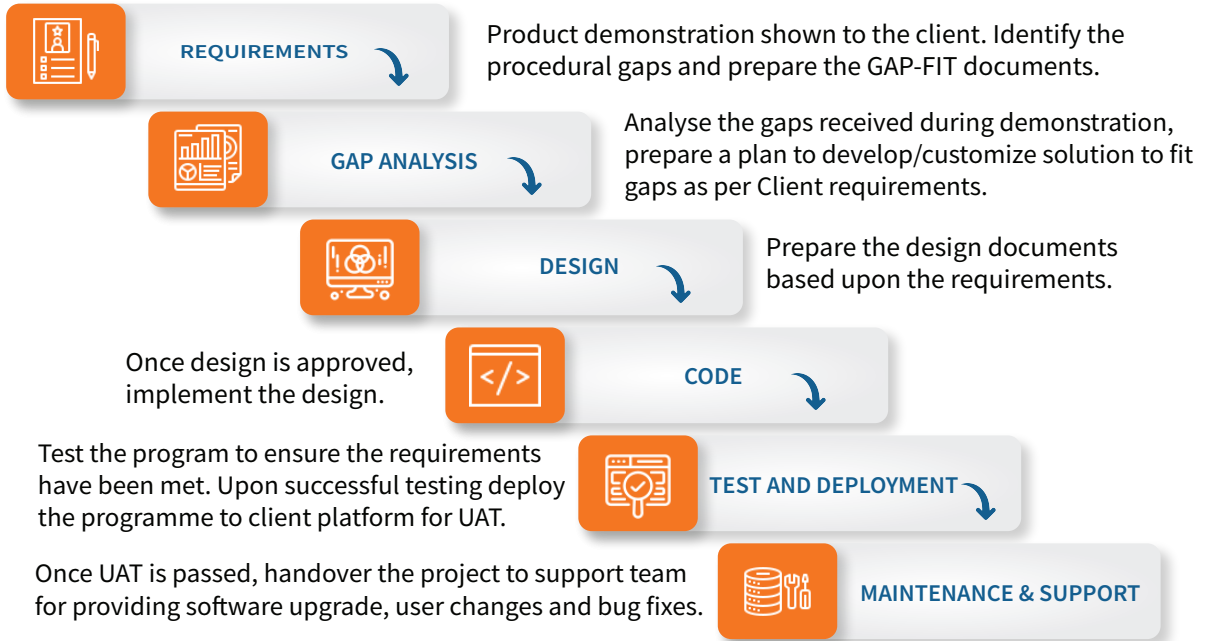 REQUIREMENTS
Product demonstration shown to the client. Identify the
procedural gaps and prepare the GAP-FIT documents.
GAP ANALYSIS
Analyse the gaps received during demonstration,
prepare a plan to develop/customize solution to fit
gaps as per Client requirements.
DESIGN
Prepare the design documents
based upon the requirements.
Once design is approved,
implement the design.
</>
CODE
Test the program to ensure the requirements
have been met. Upon successful testing deploy
the programme to client platform for UAT.
TEST AND DEPLOYMENT
Once UAT is passed, handover the project to support team
for providing software upgrade, user changes and bug fixes.
MAINTENANCE & SUPPORT